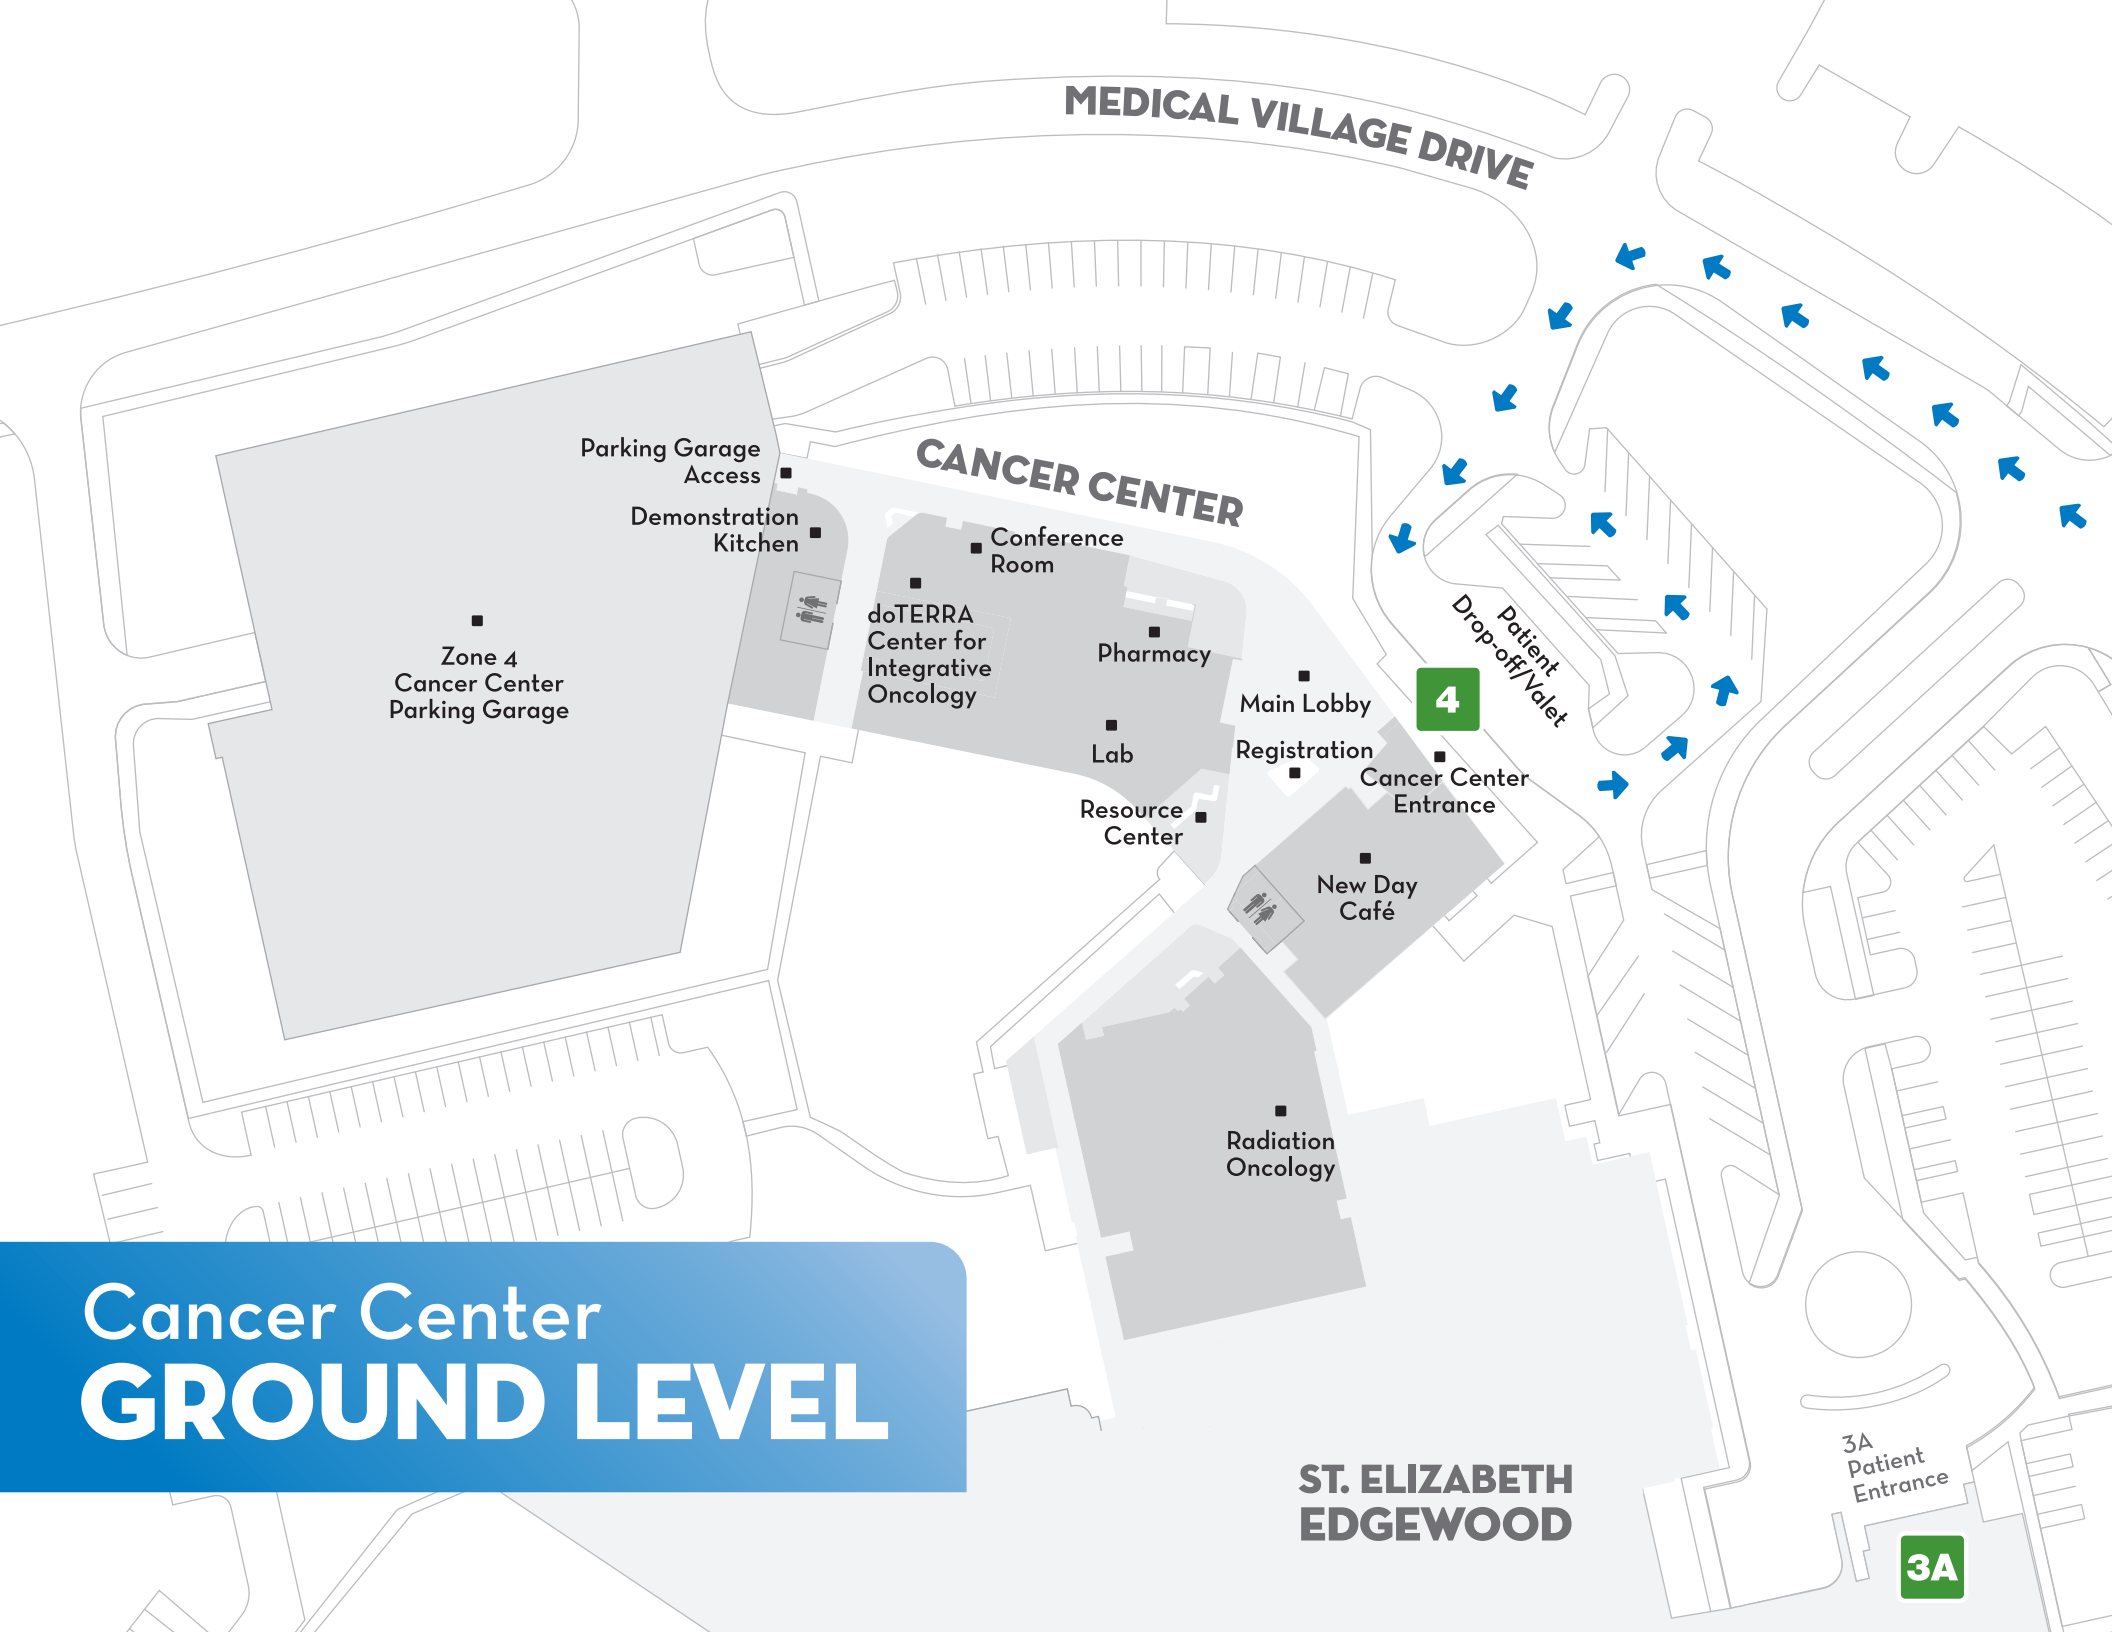 MEDICAL VILLAGE DRIVE
CANCER CENTER
Parking Garage
Access
Demonstration
Kitchen
Conference
Room
doTERRA
Center for
Integrative
Oncology
Pharmacy
Patient
Drop-off/Valet
Zone 4
Cancer Center
Parking Garage
Main Lobby
4
Lab
Registration
Cancer Center
Entrance
Resource
Center
New Day
Café
Radiation
Oncology
Cancer Center
GROUND LEVEL
ST. ELIZABETH
EDGEWOOD
3A
Patient
Entrance
3A